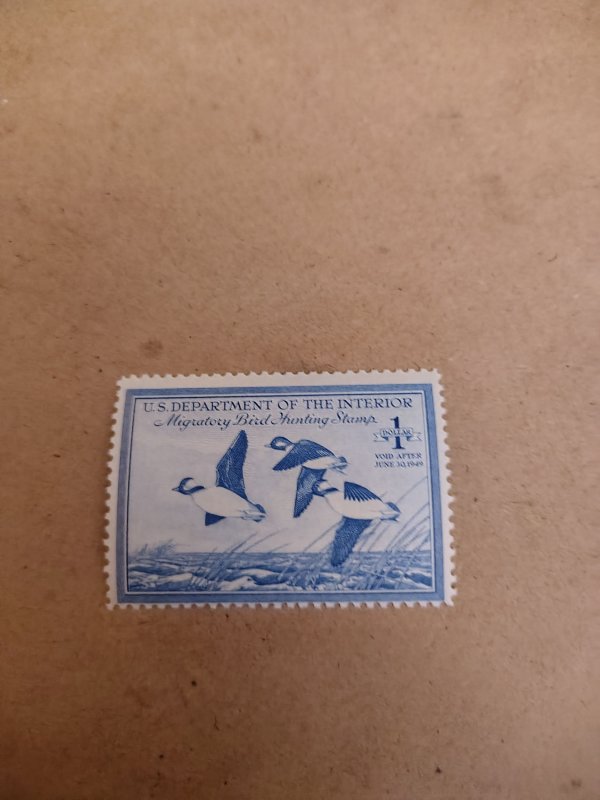 U.S. DEPARTMENT OF THE INTERIOR
Migratory Bird Hunting Stamp
1
DOLLAR
VOID AFTER
JUNE 30, 1949